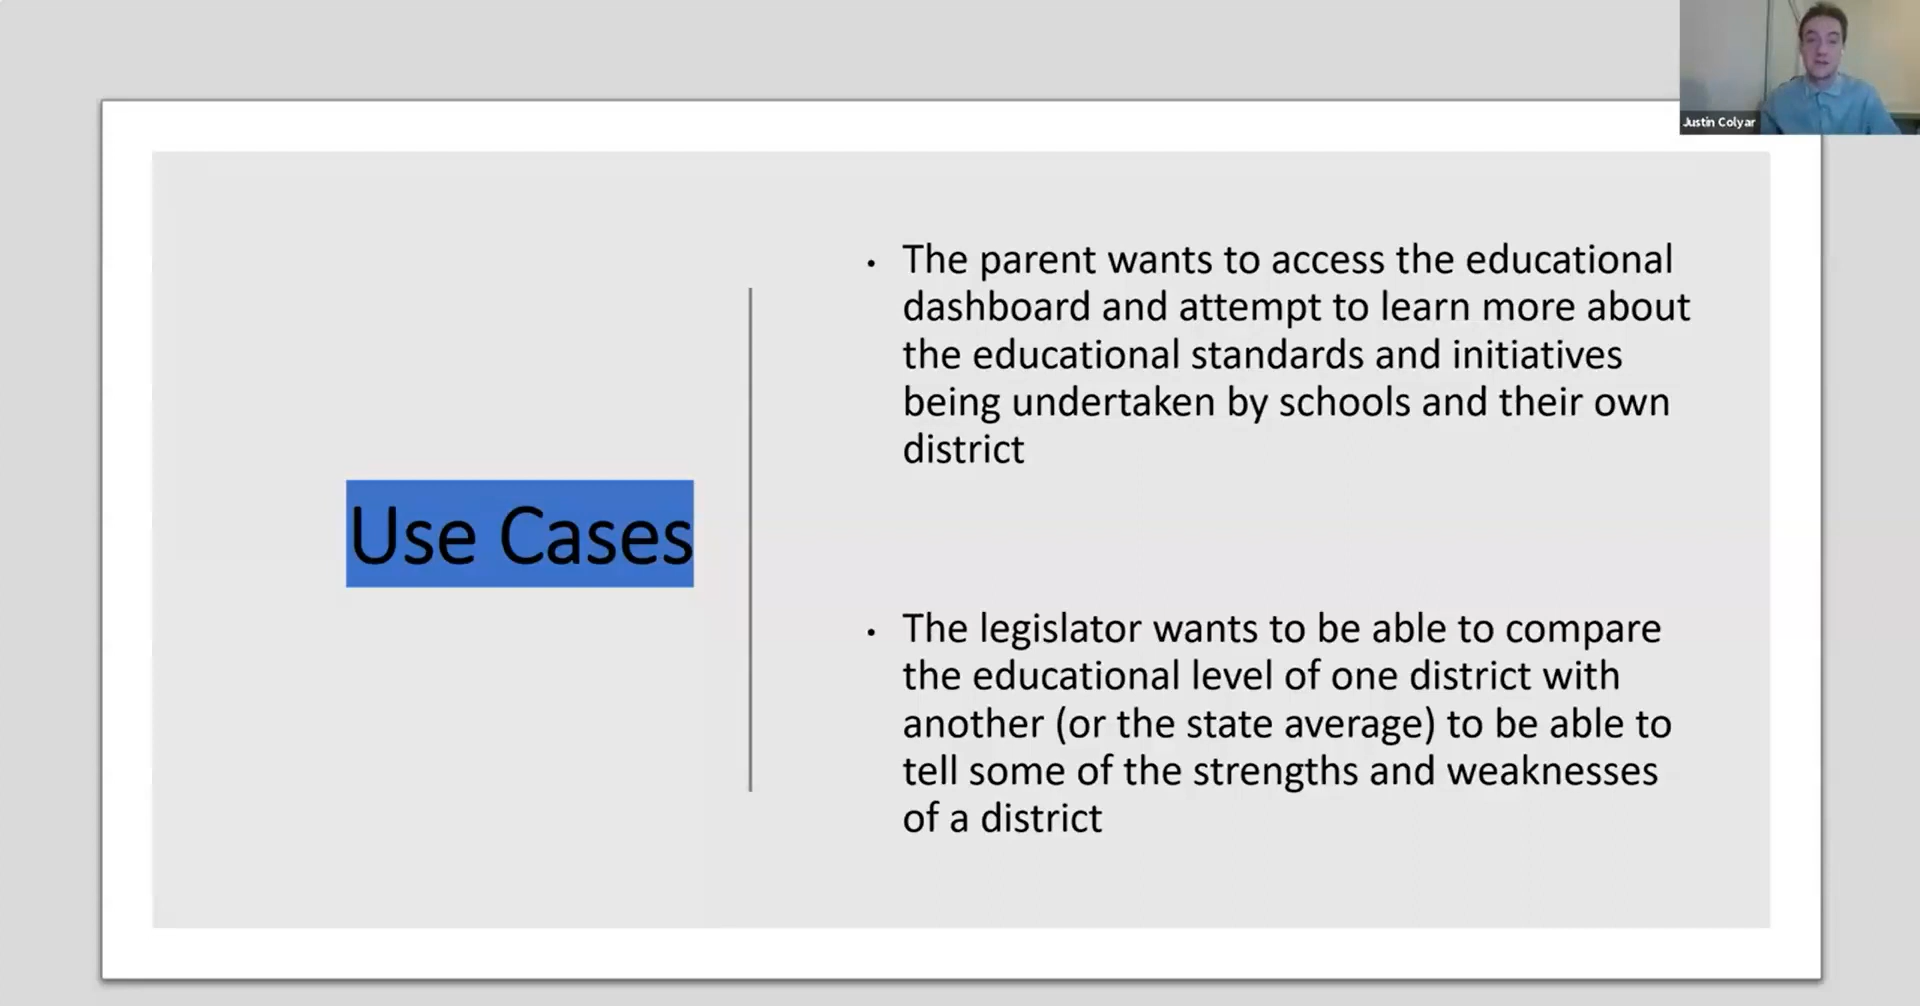 Justin Colyar
Use Cases
• The parent wants to access the educational
dashboard and attempt to learn more about
the educational standards and initiatives
being undertaken by schools and their own
district
• The legislator wants to be able to compare
the educational level of one district with
another (or the state average) to be able to
tell some of the strengths and weaknesses
of a district